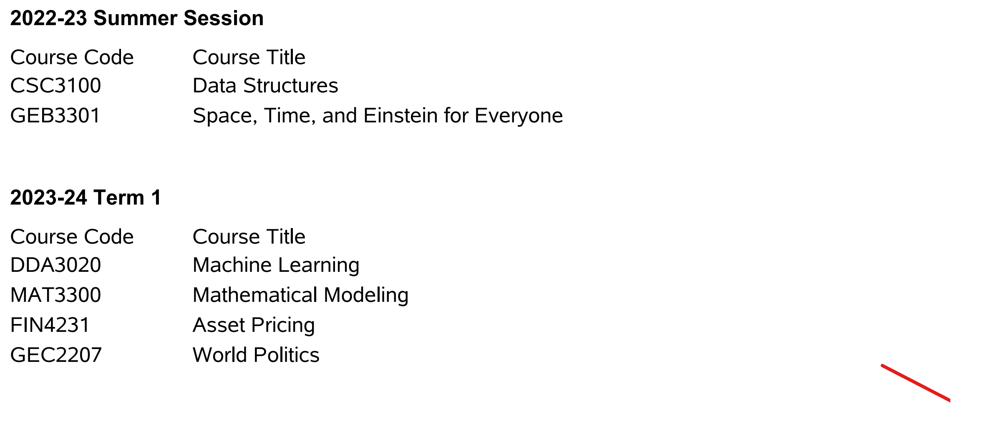 2022-23 Summer Session
Course Code Course Title
CSC3100 Data Structures
GEB3301 Space, Time, and Einstein for Everyone
2023-24 Term 1
Course Code Course Title
DDA3020 Machine Learning
MAT3300 Mathematical Modeling
FIN4231 Asset Pricing
GEC2207 World Politics